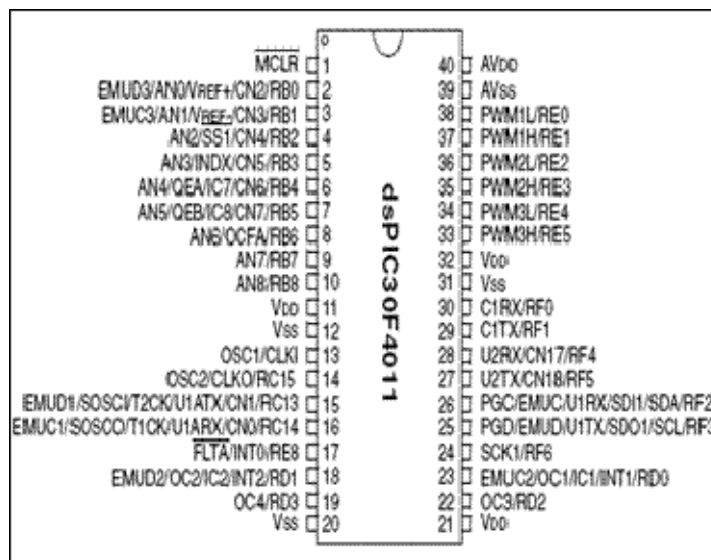 MCLR 1
EMUD3/AN0/VREF+/CN2/RB0 2
EMUC3/AN1/VREF-/CN3/RB1 3
AN2/SS1/CN4/RB2 4
AN3/INDX/CN5/RB3 5
AN4/QEA/IC7/CN6/RB4 6
AN5/QEB/IC8/CN7/RB5 7
AN6/OCFA/RB6 8
AN7/RB7 9
AN8/RB8 10
VDD 11
VSS 12
OSC1/CLKI 13
OSC2/CLKO/RC15 14
EMUD1/SOSCI/T2CK/U1ATX/CN1/RC13 15
EMUC1/SOSCO/T1CK/U1ARX/CN0/RC14 16
FLTA/INT0/RE8 17
EMUD2/OC2/IC2/INT2/RD1 18
OC4/RD3 19
VSS 20
dsPIC30F4011
40 AVDD
39 AVSS
38 PWM1L/RE0
37 PWM1H/RE1
36 PWM2L/RE2
35 PWM2H/RE3
34 PWM3L/RE4
33 PWM3H/RE5
32 VDD
31 VSS
30 C1RX/RF0
29 C1TX/RF1
28 U2RX/CN17/RF4
27 U2TX/CN18/RF5
26 PGC/EMUC/U1RX/SDI1/SDA/RF2
25 PGD/EMUD/U1TX/SDO1/SCL/RF3
24 SCK1/RF6
23 EMUC2/OC1/IC1/INT1/RD0
22 OC3/RD2
21 VDD